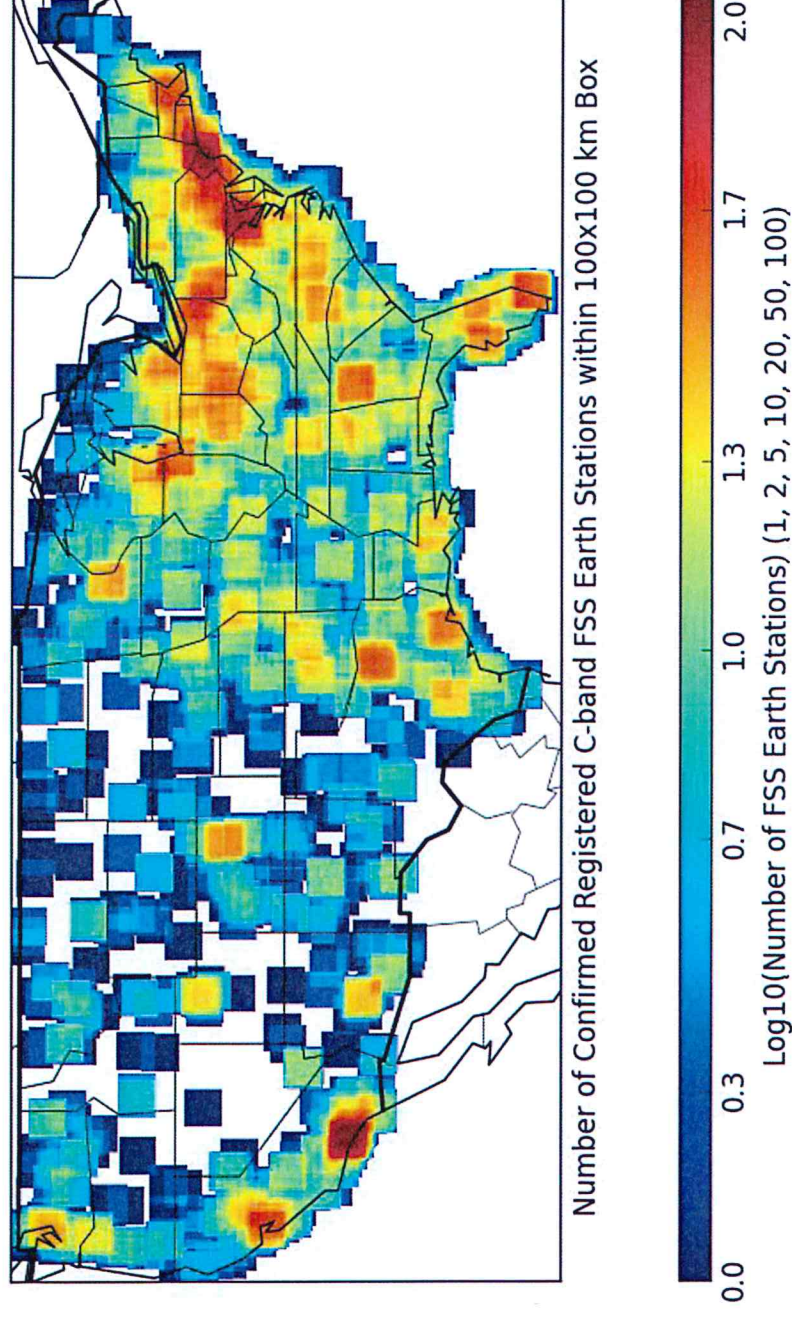 Number of Confirmed Registered C-band FSS Earth Stations within 100x100 km Box
0.0 0.3 0.7 1.0 1.3 1.7 2.0
Log10(Number of FSS Earth Stations) (1, 2, 5, 10, 20, 50, 100)